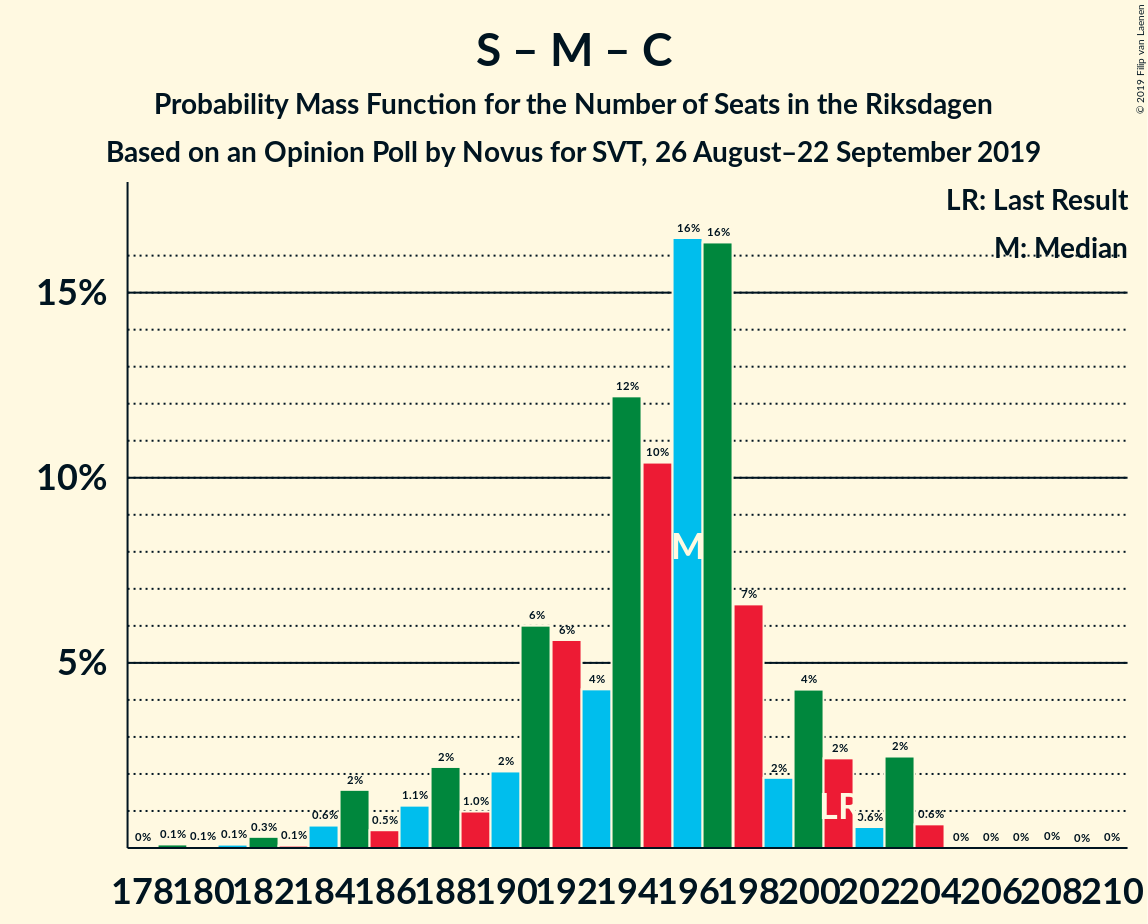 © 2019 Filip van Laenen
S – M – C
Probability Mass Function for the Number of Seats in the Riksdagen
Based on an Opinion Poll by Novus for SVT, 26 August–22 September 2019
LR: Last Result
M: Median
15%
10%
5%
0% 0.1% 0.1% 0.1% 0.3% 0.1% 0.6% 2% 0.5% 1.1% 2% 1.0% 2% 6% 6% 4% 12% 10% 16% 16% 7% 2% 4% 2% 0.6% 2% 0.6% 0% 0% 0% 0% 0% 0%
M
LR
178 180 182 184 186 188 190 192 194 196 198 200 202 204 206 208 210